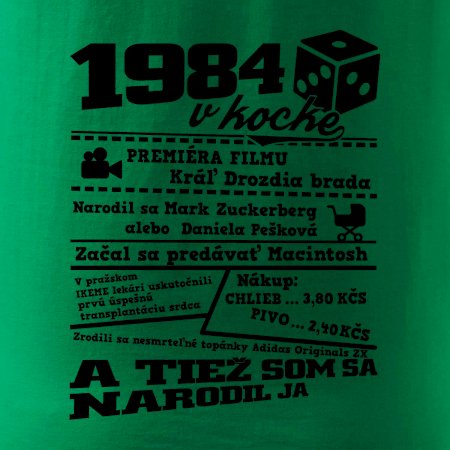 1984
v kocke
PREMIÉRA FILMU
Kráľ Drozdia brada
Narodil sa Mark Zuckerberg
alebo Daniela Pešková
Začal sa predávať Macintosh
V pražskom
IKEME lekári uskutočnili
prvú úspešnú
transplantáciu srdca
Nákup:
CHLIEB ... 3,80 KČS
PIVO ... 2,40KČS
Zrodili sa nesmrteľné topánky Adidas Originals ZX
A TIEŽ SOM SA
NARODIL JA